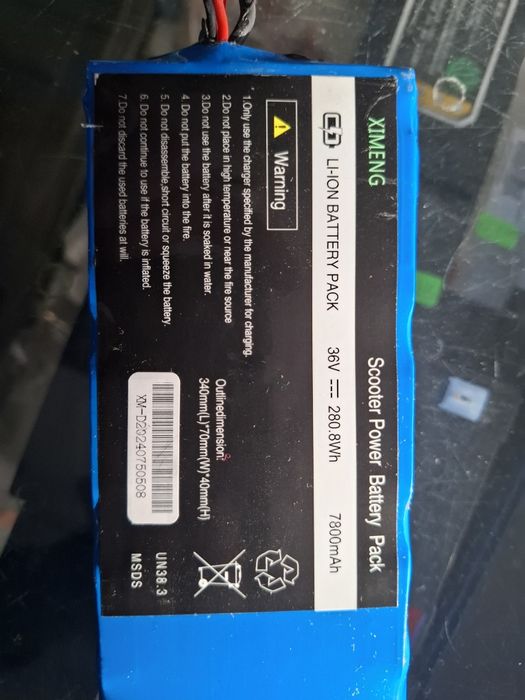 XIMENG
Scooter Power Battery Pack
LI-ION BATTERY PACK 36V 280.8Wh 7800mAh
Warning
1.Only use the charger specified by the manufacturer for charging.
2.Do not place in high temperature or near the fire source
3.Do not use the battery after it is soaked in water.
4. Do not put the battery into the fire.
5. Do not disassemble,short circuit or squeeze the battery.
6. Do not continue to use if the battery is inflated.
7.Do not discard the used batteries at will.
Outlinedimension:
340mm(L)*70mm(W)*40mm(H)
XM-D20240750508
UN38.3
MSDS